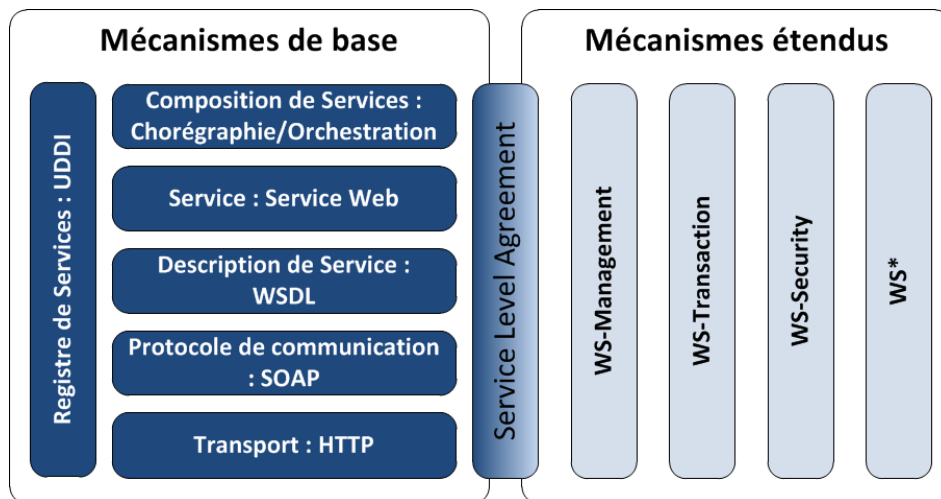 Mécanismes de base
Registre de Services : UDDI
Composition de Services :
Chorégraphie/Orchestration
Service : Service Web
Description de Service :
WSDL
Protocole de communication
: SOAP
Transport : HTTP
Service Level Agreement
Mécanismes étendus
WS-Management
WS-Transaction
WS-Security
WS*